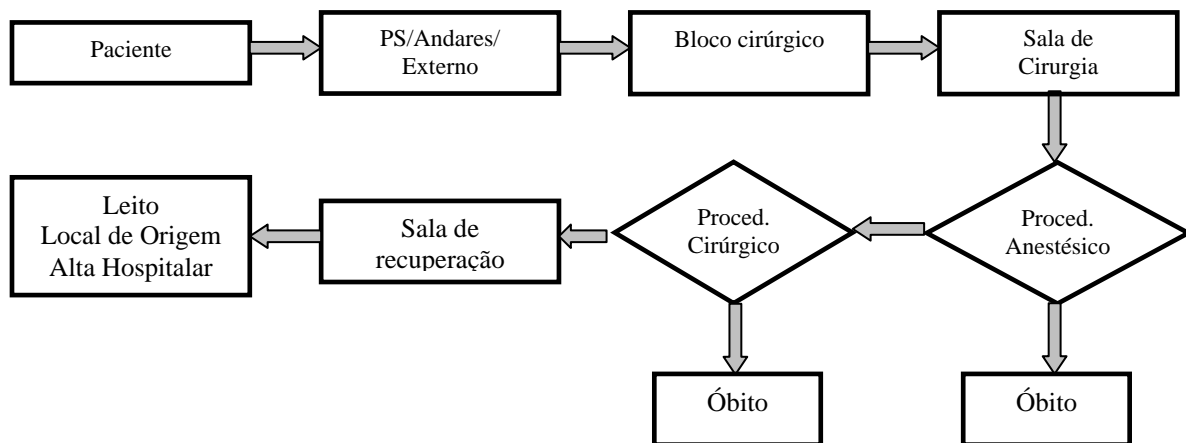 Paciente
PS/Andares/
Externo
Bloco cirúrgico
Sala de
Cirurgia
Proced.
Anestésico
Proced.
Cirúrgico
Sala de
recuperação
Leito
Local de Origem
Alta Hospitalar
Óbito
Óbito